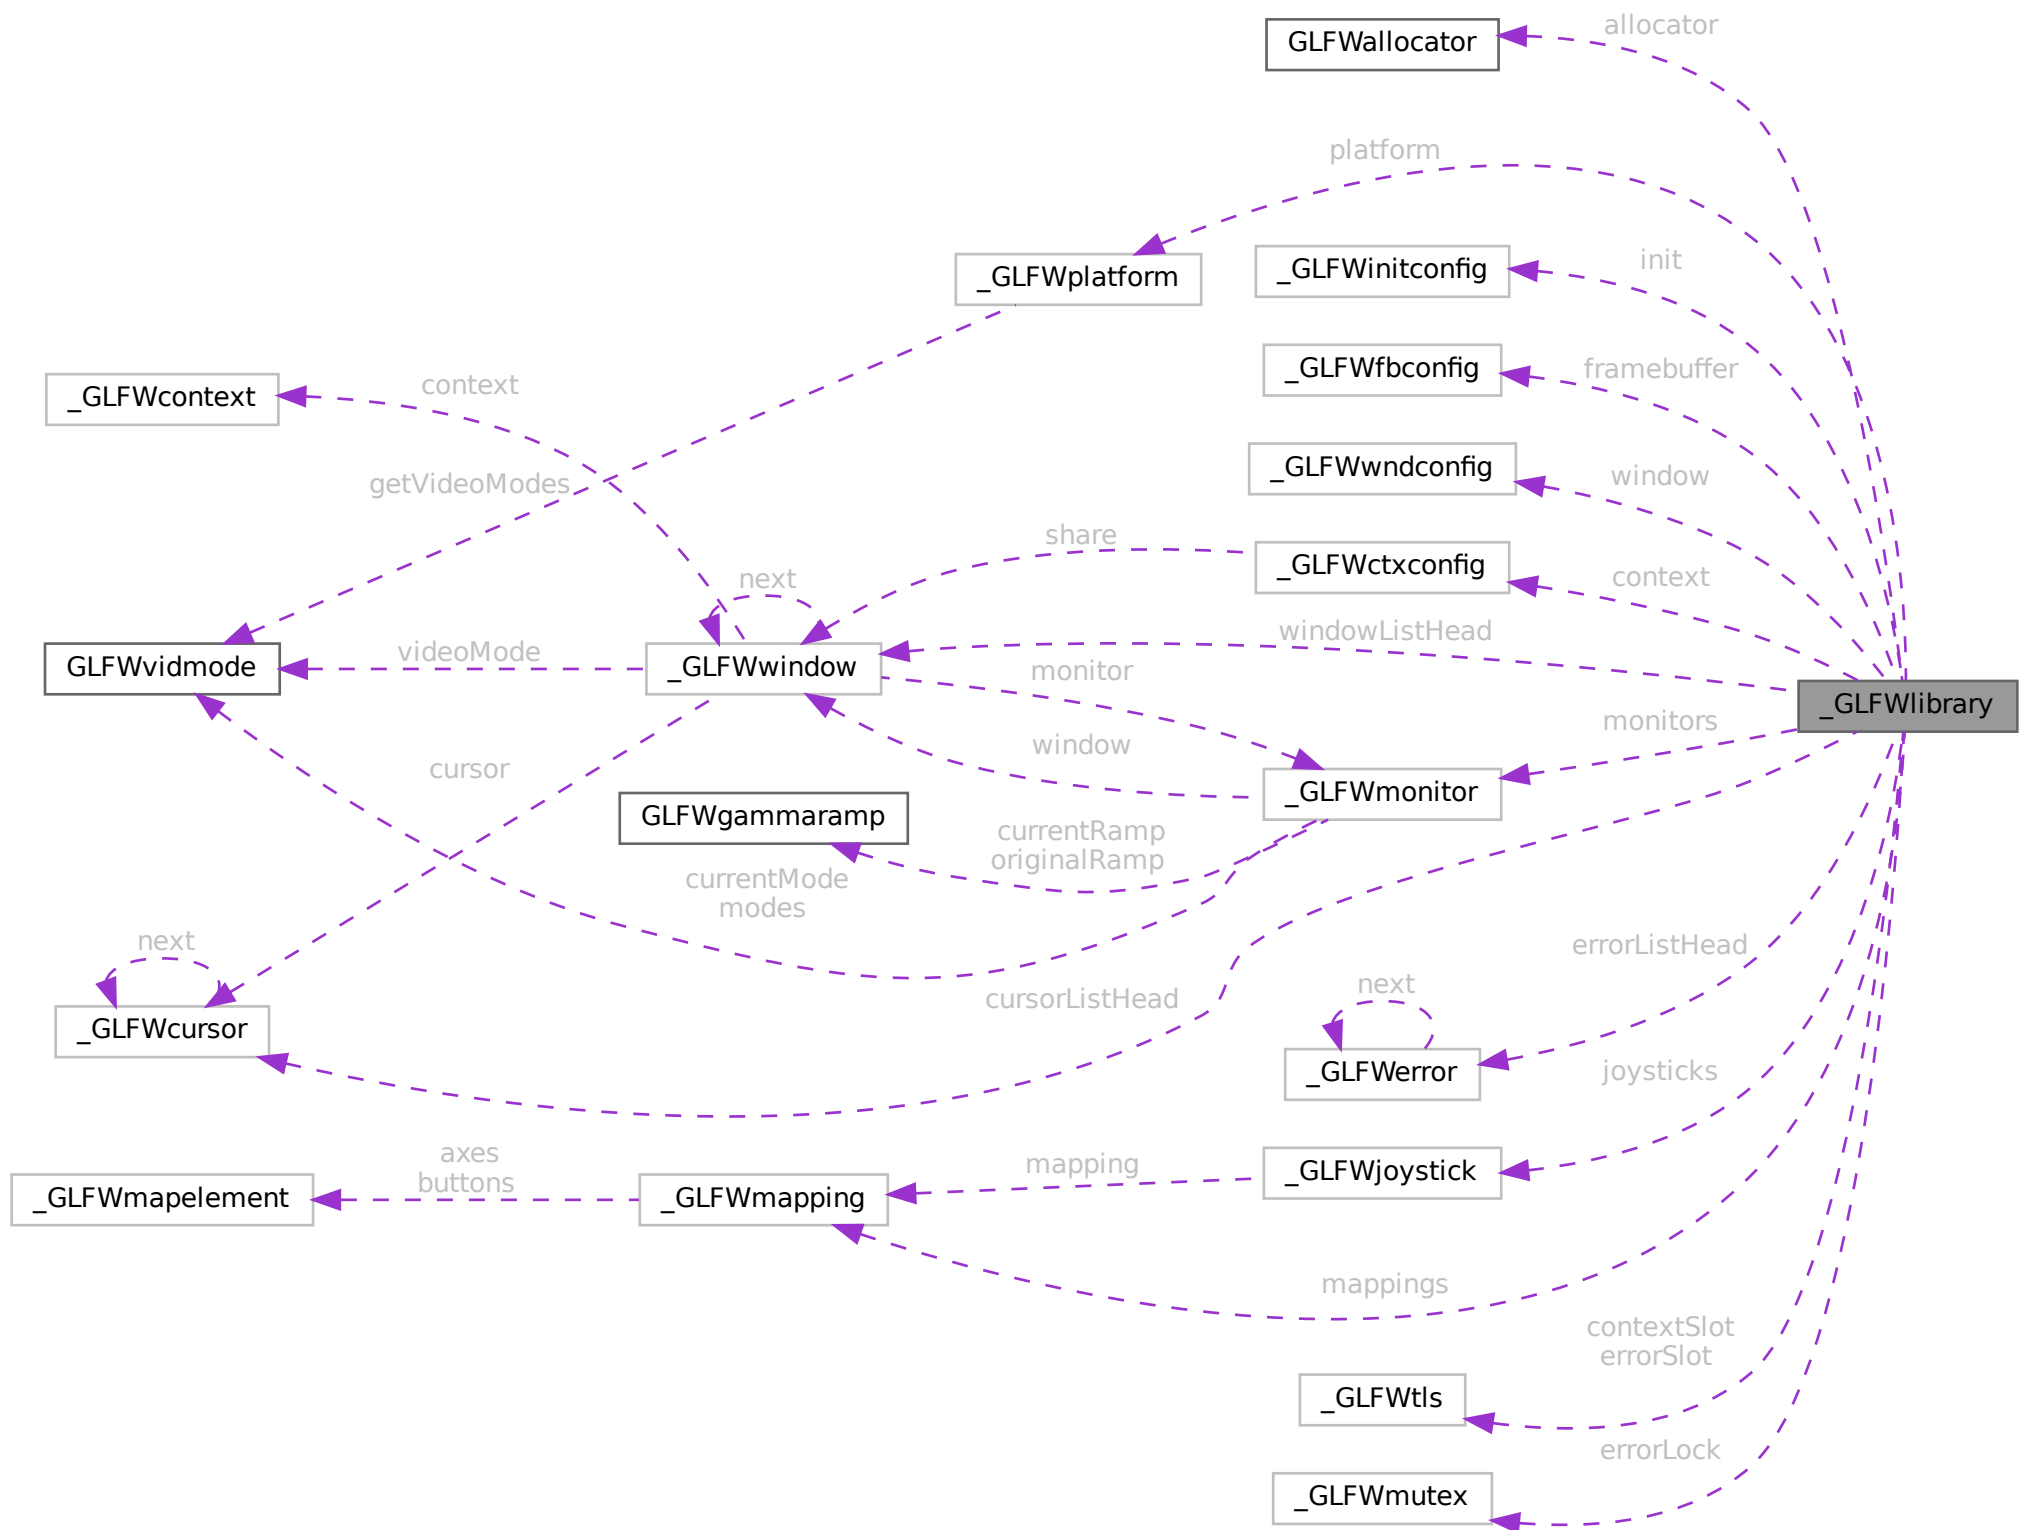 GLFWallocator
allocator
platform
_GLFWplatform
_GLFWinitconfig
init
_GLFWfbconfig
framebuffer
_GLFWcontext
context
getVideoModes
_GLFWwndconfig
window
share
_GLFWctxconfig
context
next
windowListHead
GLFWvidmode
videoMode
_GLFWwindow
monitor
_GLFWlibrary
monitors
window
cursor
_GLFWmonitor
GLFWgammaramp
currentRamp
originalRamp
currentMode
modes
next
cursorListHead
errorListHead
next
_GLFWcursor
_GLFWerror
joysticks
axes
buttons
_GLFWmapelement
_GLFWmapping
mapping
_GLFWjoystick
mappings
contextSlot
errorSlot
_GLFWtls
errorLock
_GLFWmutex